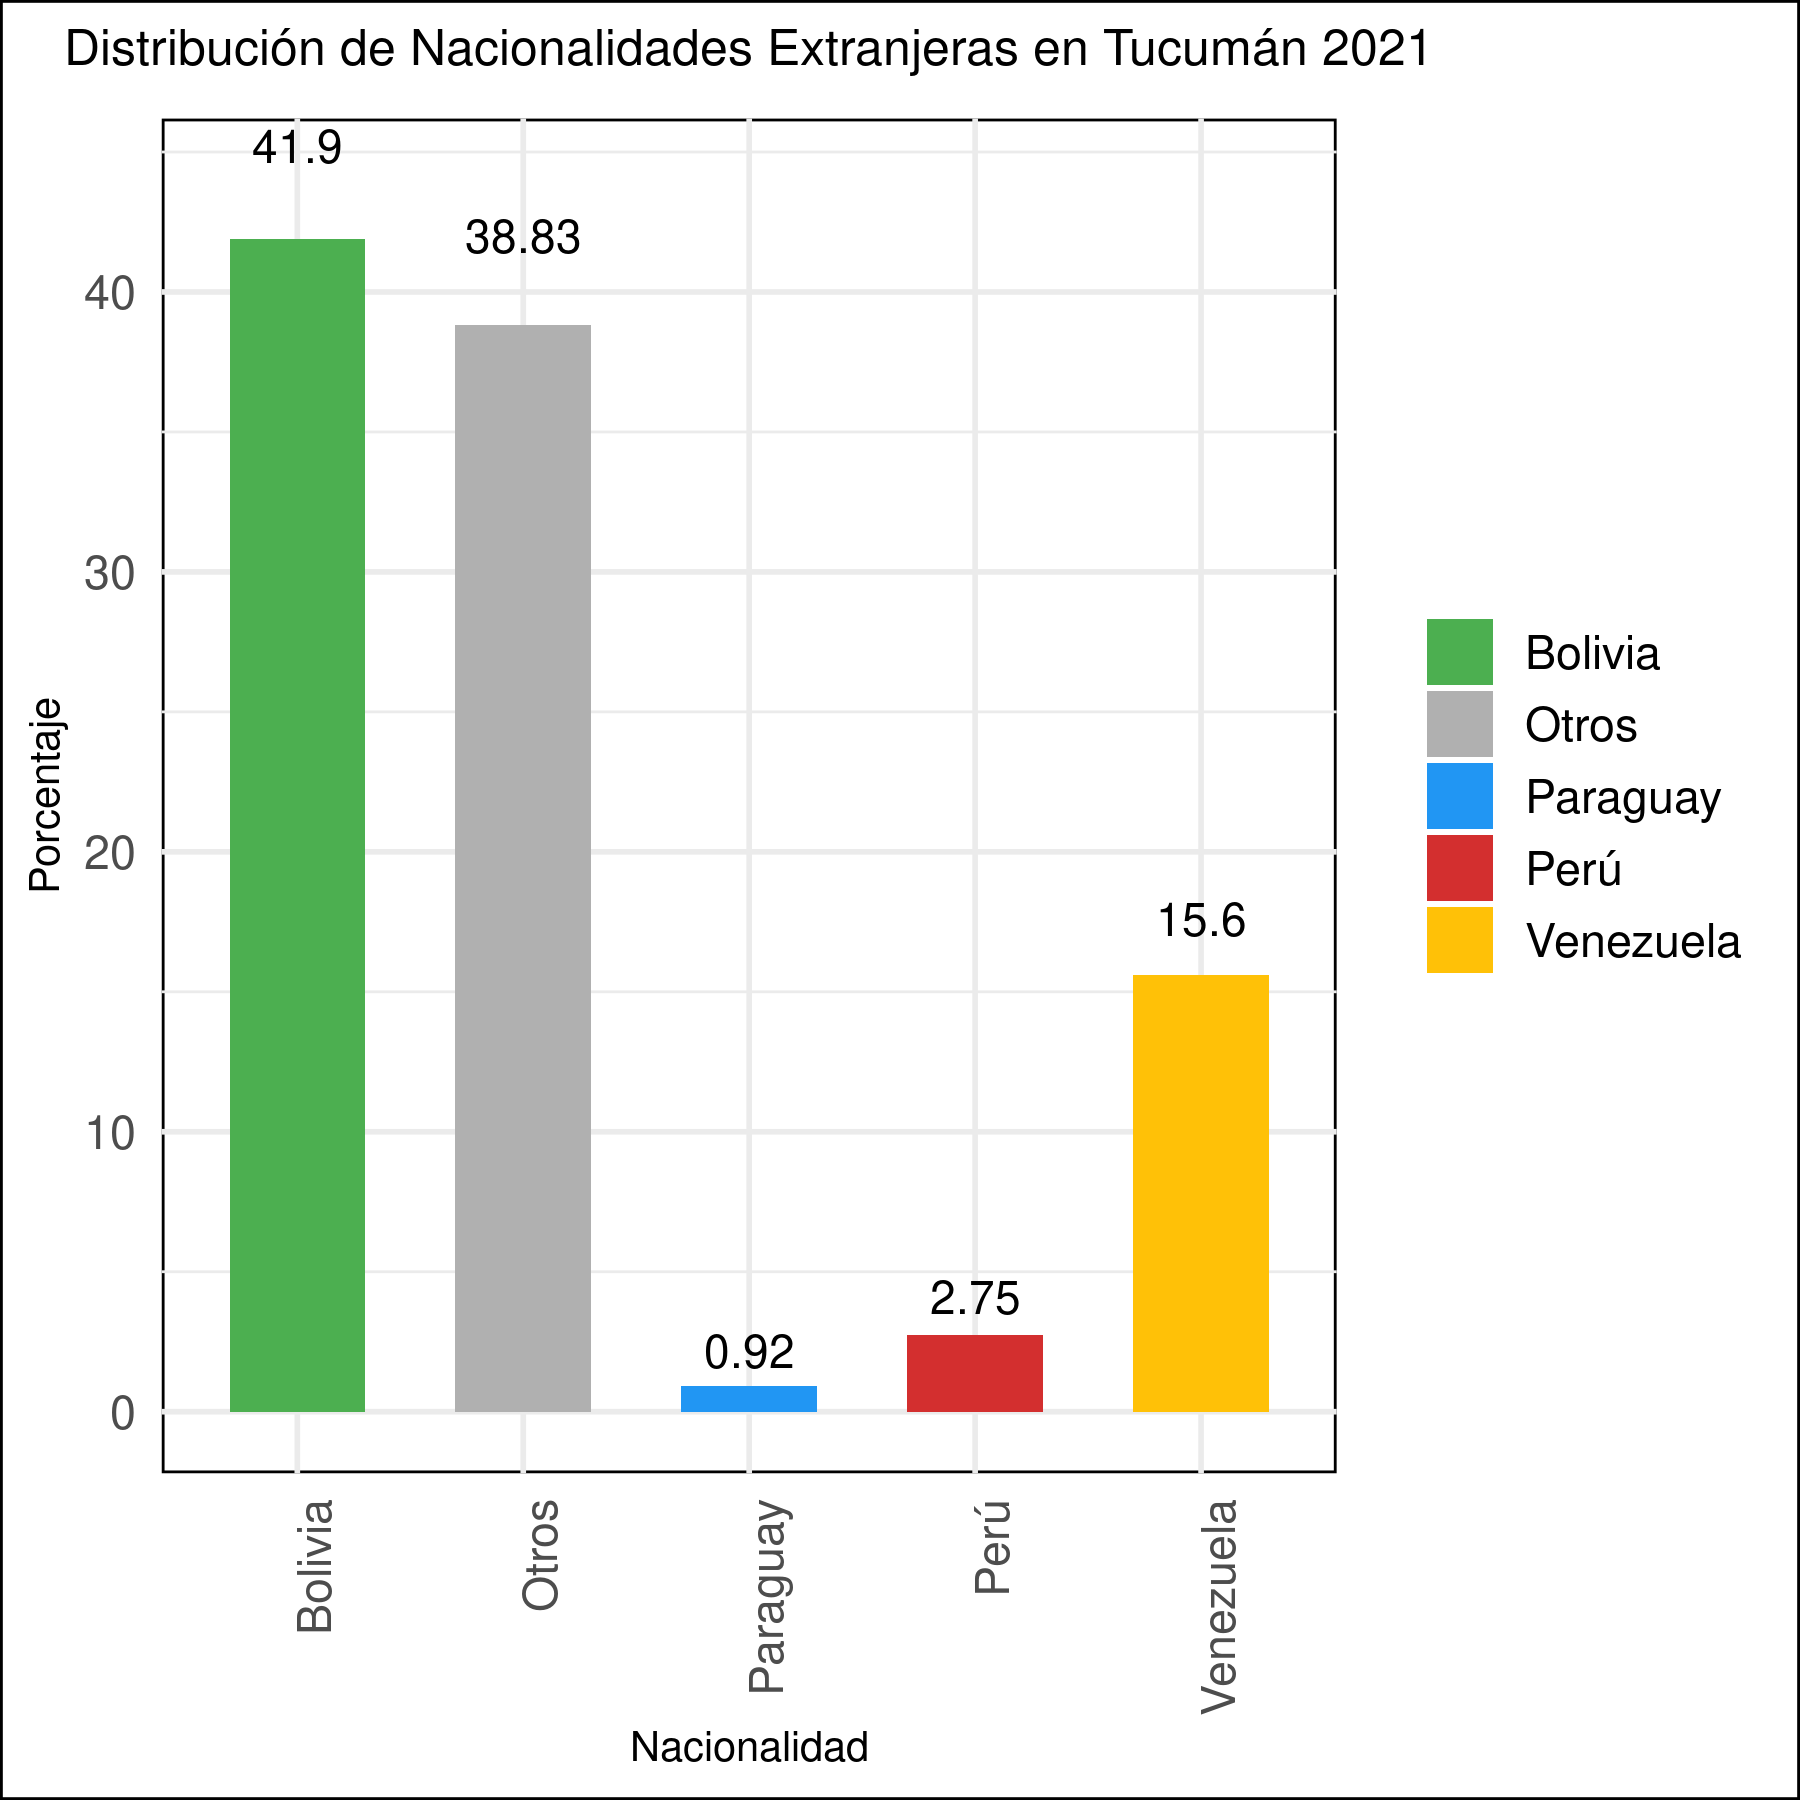 Distribución de Nacionalidades Extranjeras en Tucumán 2021
41.9
38.83
0.92
2.75
15.6
40
30
20
10
0
Porcentaje
Bolivia
Otros
Paraguay
Perú
Venezuela
Nacionalidad
Bolivia
Otros
Paraguay
Perú
Venezuela